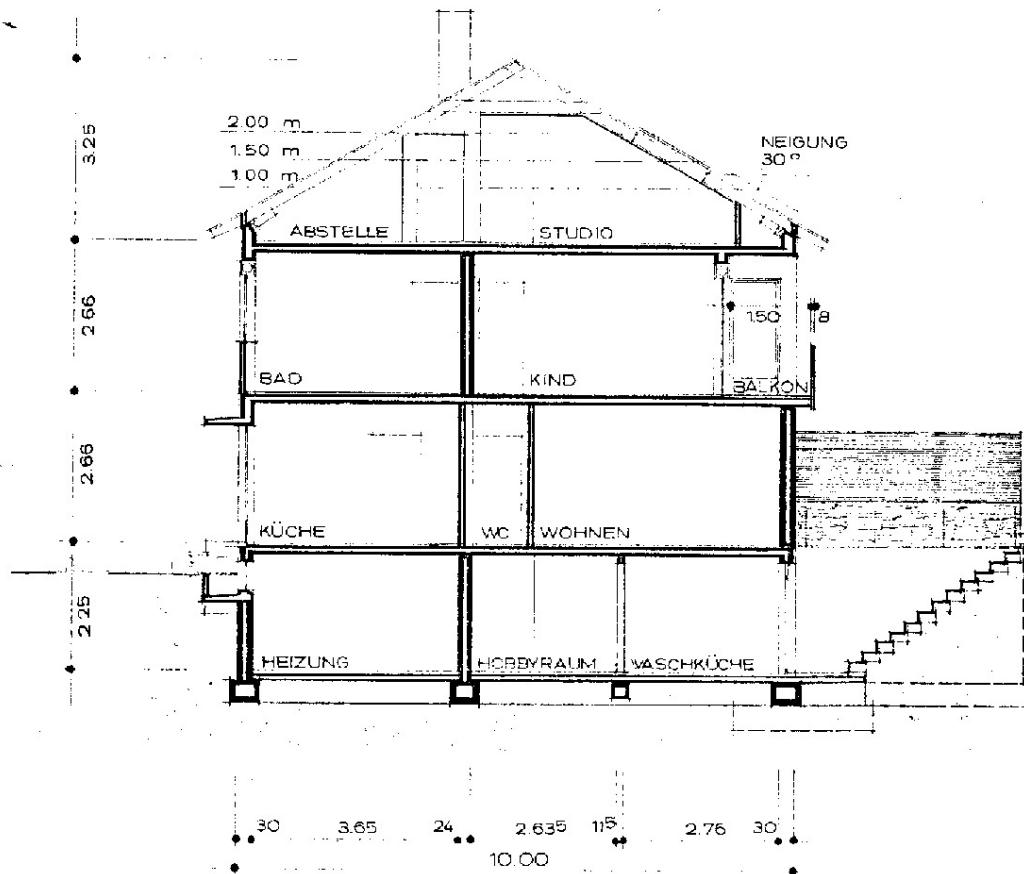 3.25
2.00 m
1.50 m
1.00 m
NEIGUNG
30°
ABSTELLE
STUDIO
2.66
1.50
8
BAD
KIND
BALKON
2.66
KÜCHE
WC
WOHNEN
2.25
HEIZUNG
HOBBYRAUM
WASCHKÜCHE
30
3.65
24
2.63⁵
11⁵
2.76
30
10.00